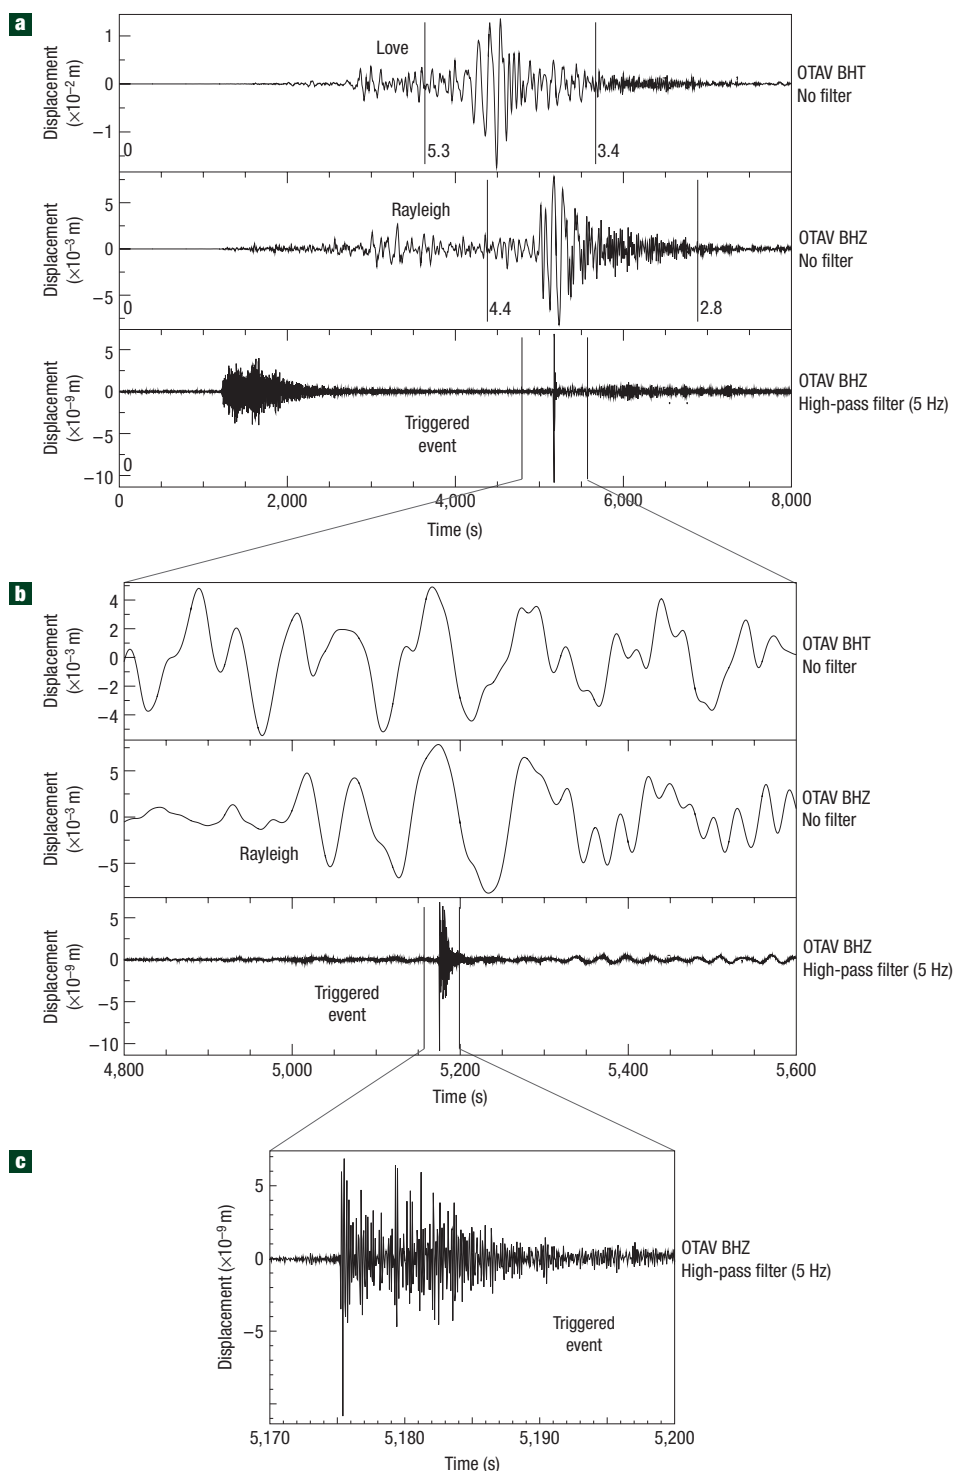 a
Displacement
(×10⁻² m)
1
0
−1
0
Love
5.3
3.4
OTAV BHT
No filter
Displacement
(×10⁻³ m)
5
0
−5
0
Rayleigh
4.4
2.8
OTAV BHZ
No filter
Displacement
(×10⁻⁹ m)
5
0
−5
−10
0
Triggered
event
OTAV BHZ
High-pass filter (5 Hz)
0 2,000 4,000 6,000 8,000
Time (s)
b
Displacement
(×10⁻³ m)
4
2
0
−2
−4
OTAV BHT
No filter
Displacement
(×10⁻³ m)
5
0
−5
Rayleigh
OTAV BHZ
No filter
Displacement
(×10⁻⁹ m)
5
0
−5
−10
Triggered
event
OTAV BHZ
High-pass filter (5 Hz)
4,800 5,000 5,200 5,400 5,600
Time (s)
c
Displacement (×10⁻⁹ m)
5
0
−5
Triggered
event
OTAV BHZ
High-pass filter (5 Hz)
5,170 5,180 5,190 5,200
Time (s)